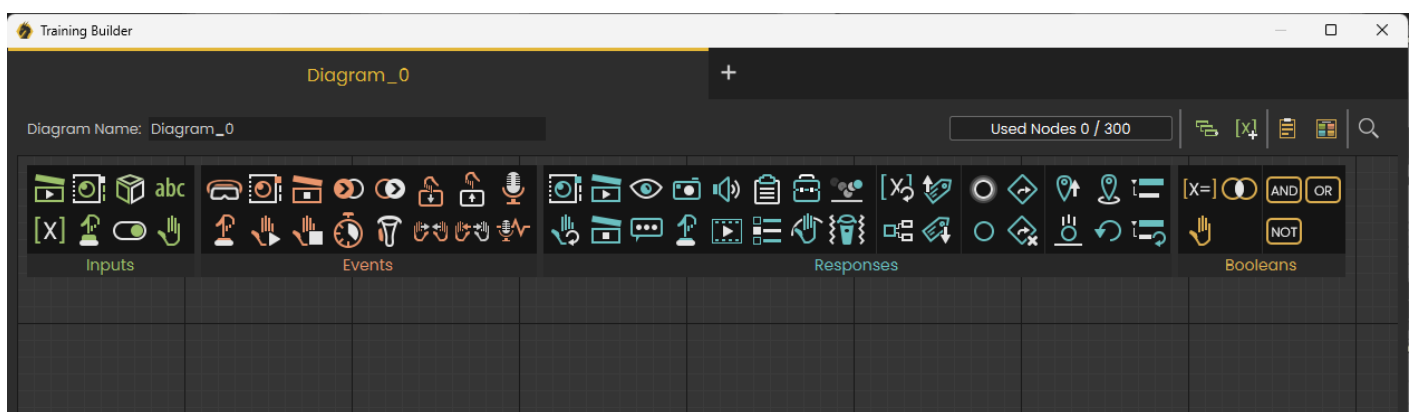 Training Builder
Diagram_0
+
Diagram Name: Diagram_0
Used Nodes 0 / 300
[X]
abc
[X=] AND OR
[X]
NOT
Inputs
Events
Responses
Booleans